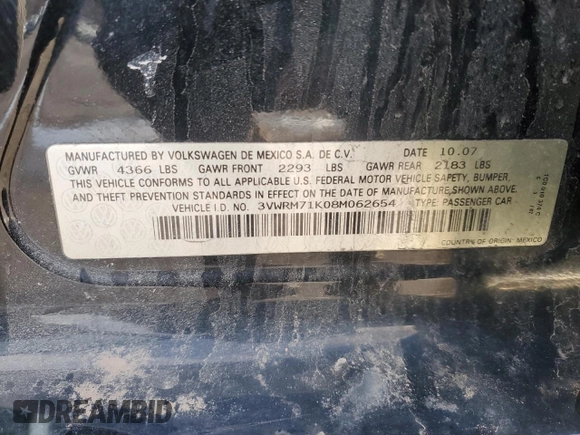 MANUFACTURED BY VOLKSWAGEN DE MEXICO S.A. DE C.V. DATE 10.07
GVWR 4366 LBS GAWR FRONT 2293 LBS GAWR REAR 2183 LBS
THIS VEHICLE CONFORMS TO ALL APPLICABLE U.S. FEDERAL MOTOR VEHICLE SAFETY, BUMPER,
AND THEFT PREVENTION STANDARDS IN EFFECT ON THE DATE OF MANUFACTURE SHOWN ABOVE.
VEHICLE I.D. NO. 3VWRM71K08M062654 TYPE: PASSENGER CAR
COUNTRY OF ORIGIN: MEXICO
DREAMBID